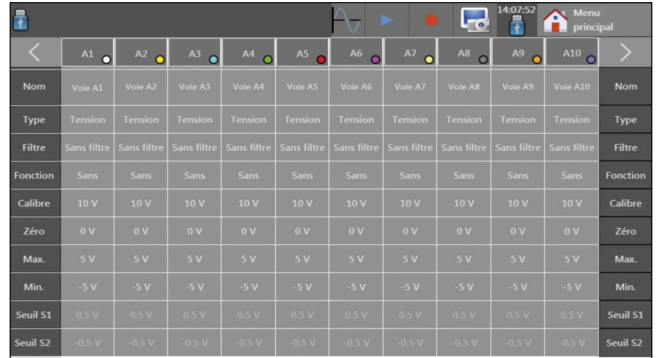 14:07:52
Menu
principal
A1 A2 A3 A4 A5 A6 A7 A8 A9 A10
Nom Voie A1 Voie A2 Voie A3 Voie A4 Voie A5 Voie A6 Voie A7 Voie A8 Voie A9 Voie A10 Nom
Type Tension Tension Tension Tension Tension Tension Tension Tension Tension Tension Type
Filtre Sans filtre Sans filtre Sans filtre Sans filtre Sans filtre Sans filtre Sans filtre Sans filtre Sans filtre Sans filtre Filtre
Fonction Sans Sans Sans Sans Sans Sans Sans Sans Sans Sans Fonction
Calibre 10 V 10 V 10 V 10 V 10 V 10 V 10 V 10 V 10 V 10 V Calibre
Zéro 0 V 0 V 0 V 0 V 0 V 0 V 0 V 0 V 0 V 0 V Zéro
Max. 5 V 5 V 5 V 5 V 5 V 5 V 5 V 5 V 5 V 5 V Max.
Min. -5 V -5 V -5 V -5 V -5 V -5 V -5 V -5 V -5 V -5 V Min.
Seuil S1 0.5 V 0.5 V 0.5 V 0.5 V 0.5 V 0.5 V 0.5 V 0.5 V 0.5 V 0.5 V Seuil S1
Seuil S2 -0.5 V -0.5 V -0.5 V -0.5 V -0.5 V -0.5 V -0.5 V -0.5 V -0.5 V -0.5 V Seuil S2